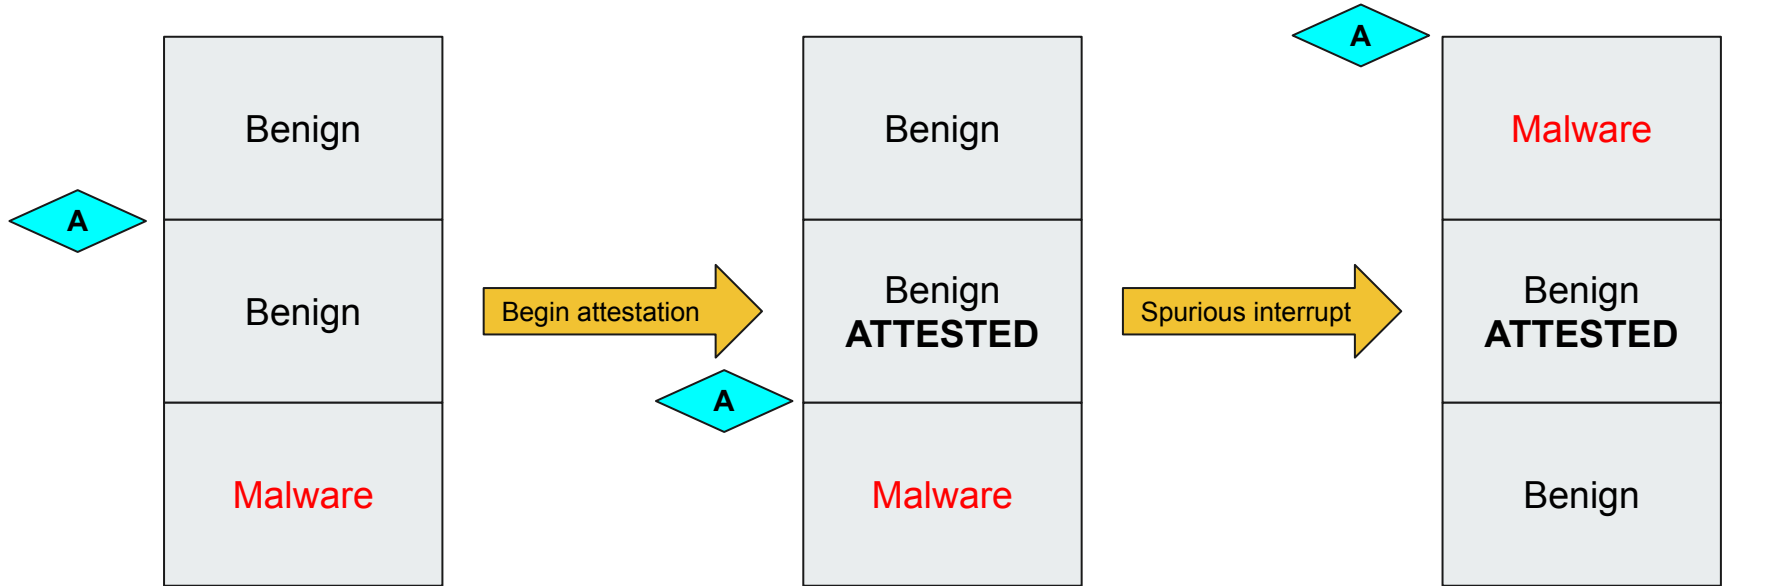 A
Benign
Benign
Malware
Begin attestation
A
Benign
Benign
ATTESTED
Malware
Spurious interrupt
A
Malware
Benign
ATTESTED
Benign